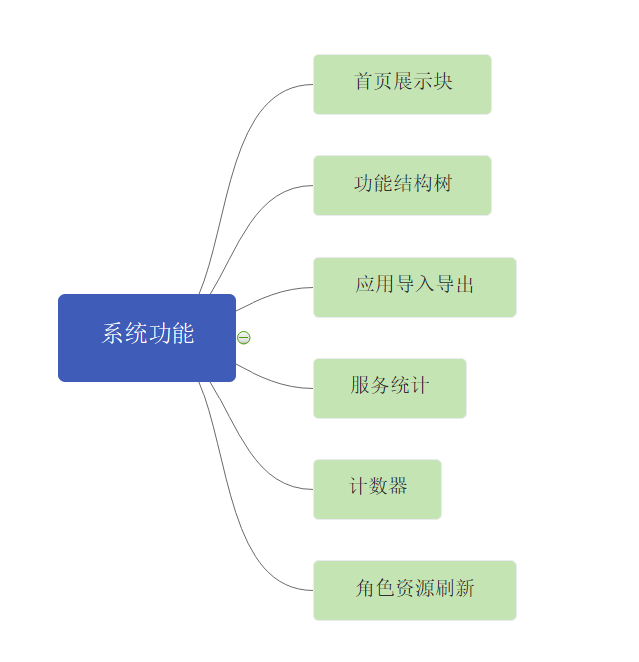 首页展示块
功能结构树
应用导入导出
系统功能
服务统计
计数器
角色资源刷新